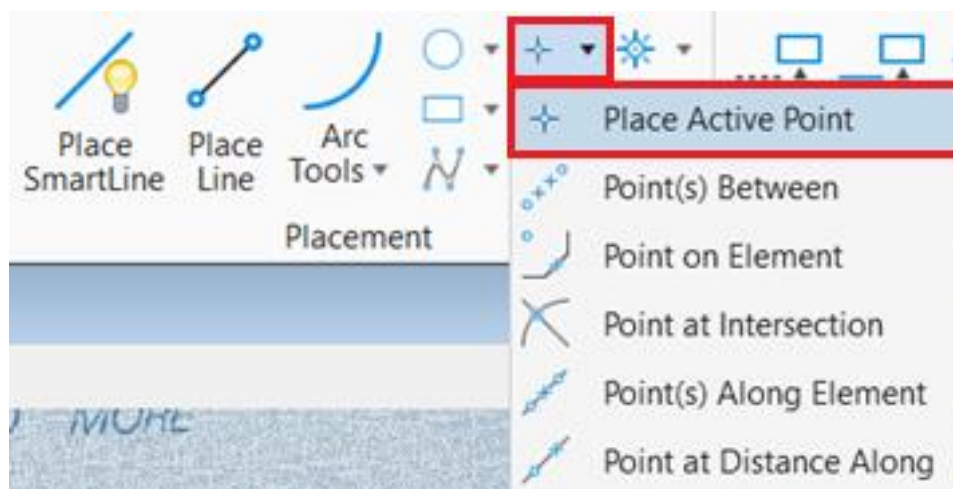 Place
SmartLine
Place
Line
Arc
Tools
Placement
Place Active Point
Point(s) Between
Point on Element
Point at Intersection
Point(s) Along Element
Point at Distance Along
MORE